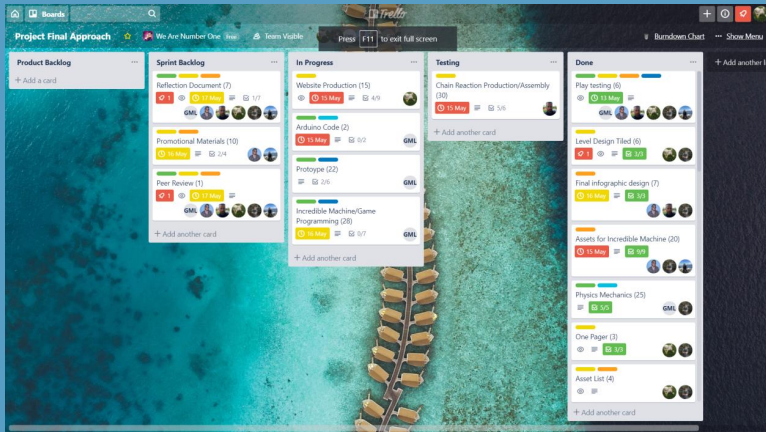 Boards
Trello
Project Final Approach
We Are Number One Free
Team Visible
Press F11 to exit full screen
Burndown Chart
... Show Menu
Product Backlog ...
+ Add a card
Sprint Backlog ...
Reflection Document (7)
1 17 May 1/7
GML
Promotional Materials (10)
16 May 2/4
Peer Review (1)
1 17 May
GML
+ Add another card
In Progress ...
Website Production (15)
15 May 4/9
Arduino Code (2)
15 May 0/2
GML
Protoype (22)
2/6
GML
Incredible Machine/Game
Programming (28)
16 May 0/7
GML
+ Add another card
Testing ...
Chain Reaction Production/Assembly
(30)
15 May 5/6
+ Add another card
Done ...
Play testing (6)
13 May
GML
Level Design Tiled (6)
1 3/3
Final infographic design (7)
16 May 3/3
Assets for Incredible Machine (20)
15 May 9/9
Physics Mechanics (25)
5/5
GML
One Pager (3)
3/3
Asset List (4)
+ Add another card
+ Add another l